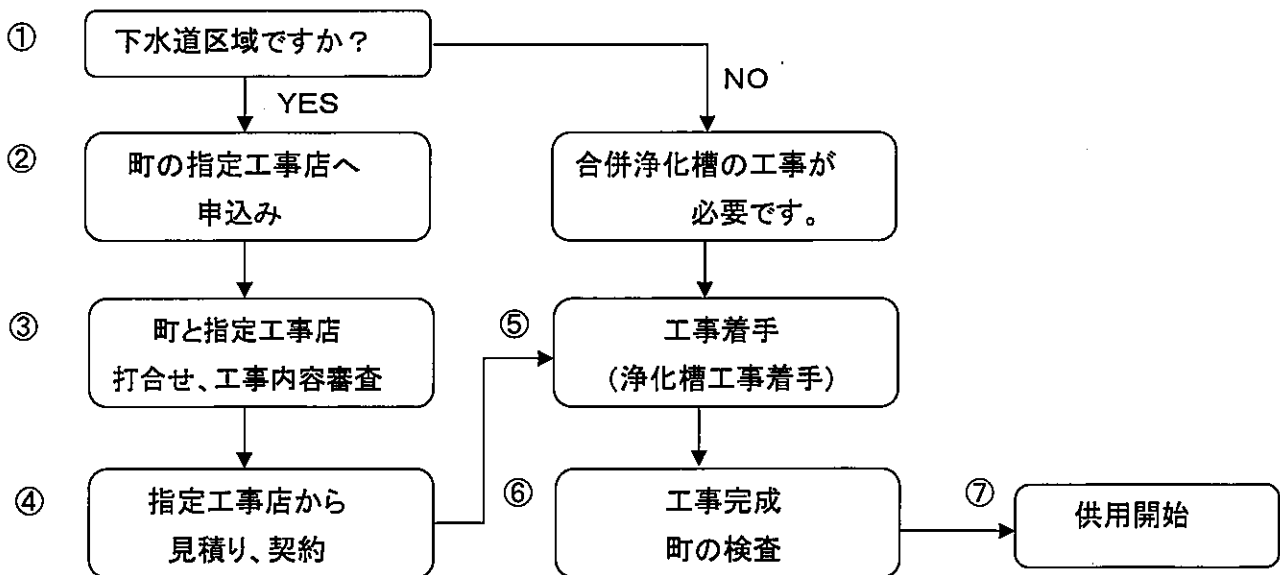 ① 下水道区域ですか？
YES
NO
② 町の指定工事店へ
申込み
合併浄化槽の工事が
必要です。
③ 町と指定工事店
打合せ、工事内容審査
④ 指定工事店から
見積り、契約
⑤ 工事着手
(浄化槽工事着手)
⑥ 工事完成
町の検査
⑦ 供用開始